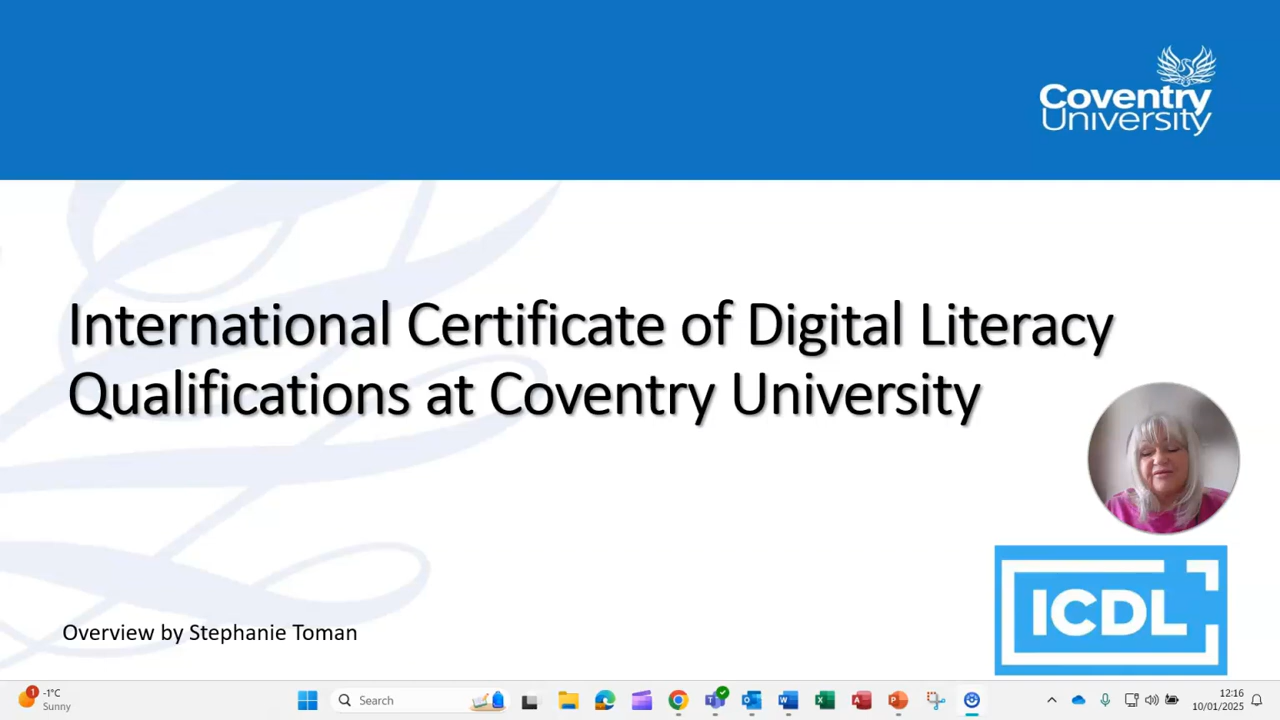 Coventry
University
International Certificate of Digital Literacy
Qualifications at Coventry University
ICDL
Overview by Stephanie Toman
1
-1°C
Sunny
Search
12:16
10/01/2025